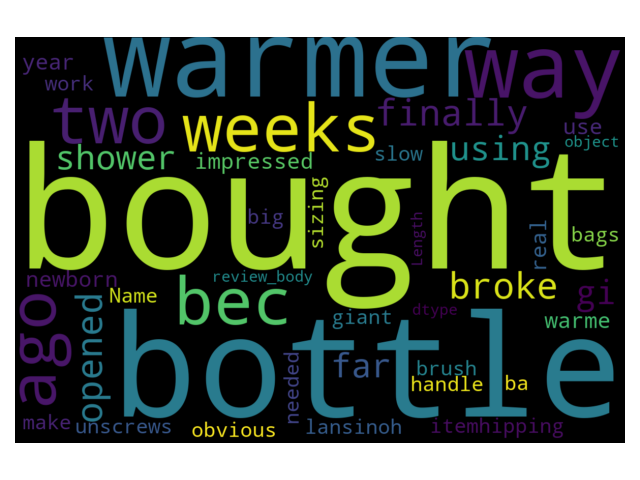 warmer way
year
work
two weeks finally use
shower impressed slow using object
bought
big sizing real bags
Length
newborn review_body broke gi
Name bec giant dtype warme
ago opened bottle
far brush
needed handle ba
make unscrews obvious lansinoh itemhipping